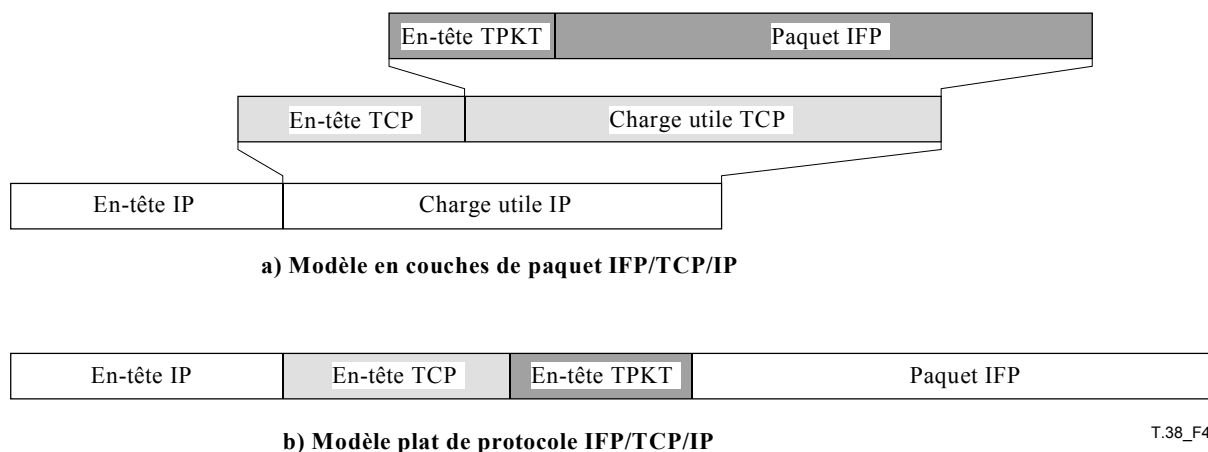 En-tête TPKT Paquet IFP
En-tête TCP Charge utile TCP
En-tête IP Charge utile IP
a) Modèle en couches de paquet IFP/TCP/IP
En-tête IP En-tête TCP En-tête TPKT Paquet IFP
b) Modèle plat de protocole IFP/TCP/IP
T.38_F4